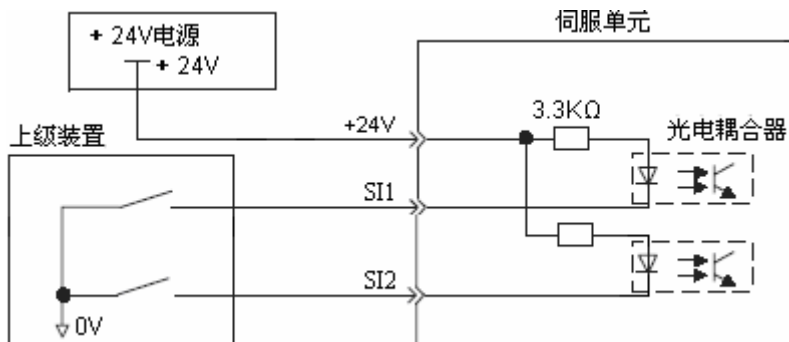 伺服单元
+ 24V电源
+ 24V
3.3KΩ
+24V
光电耦合器
上级装置
SI1
SI2
0V